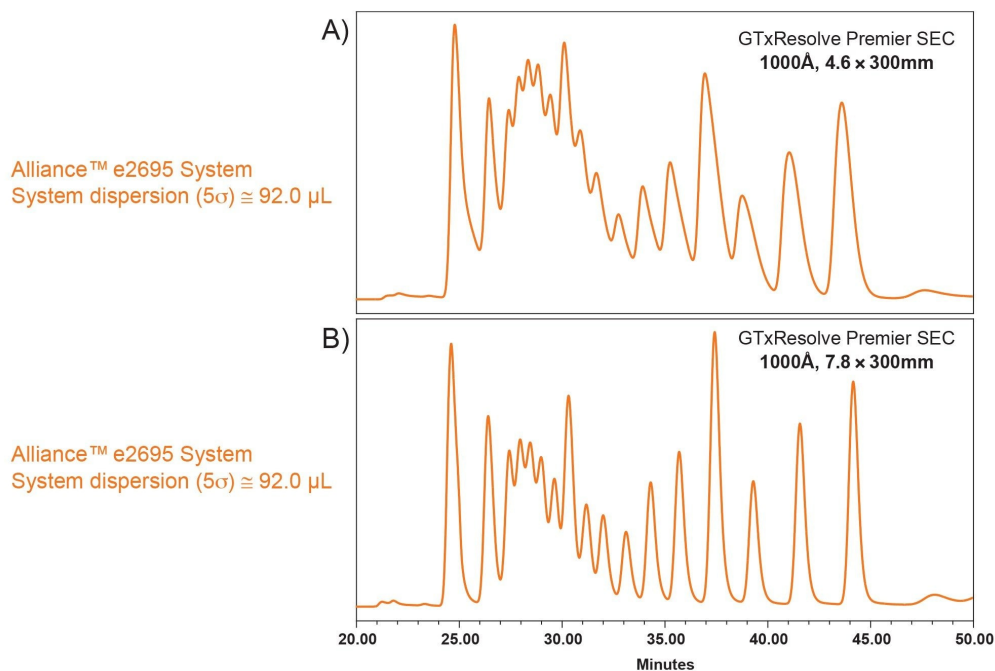 A)
GTxResolve Premier SEC
1000Å, 4.6 × 300mm
Alliance™ e2695 System
System dispersion (5σ) ≅ 92.0 µL
B)
GTxResolve Premier SEC
1000Å, 7.8 × 300mm
Alliance™ e2695 System
System dispersion (5σ) ≅ 92.0 µL
20.00 25.00 30.00 35.00 40.00 45.00 50.00
Minutes